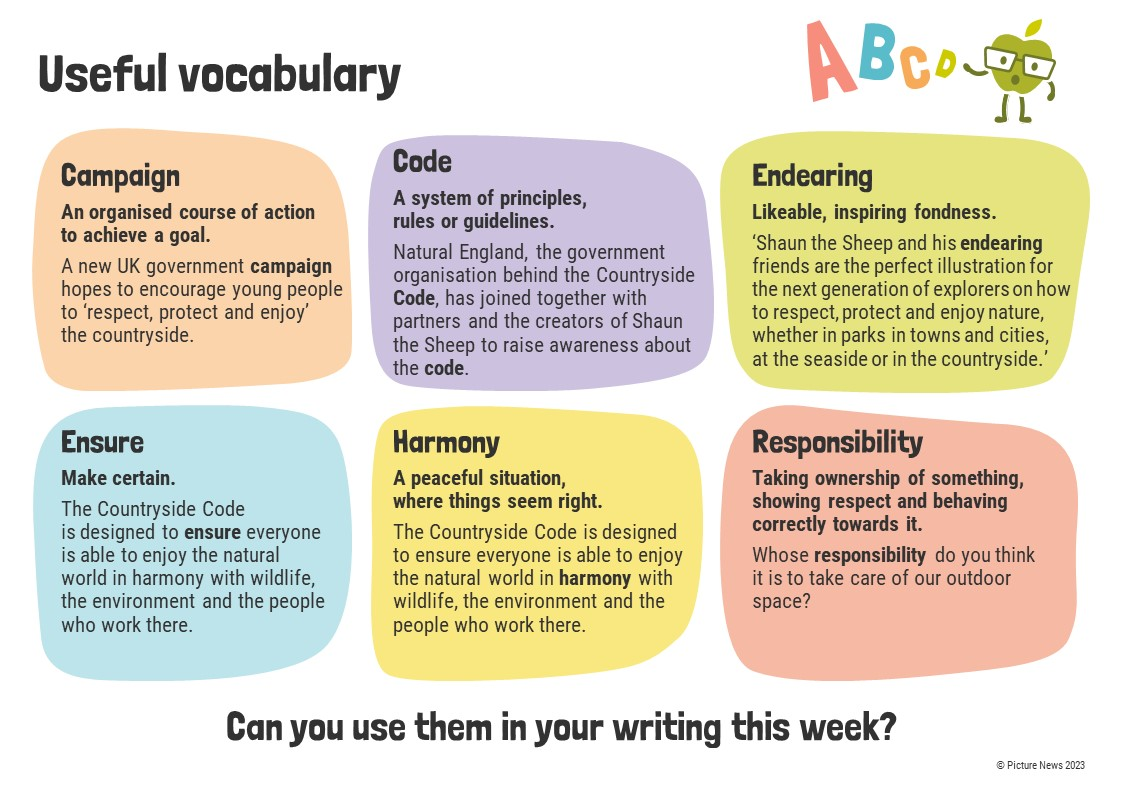 Useful vocabulary
A B C D
Campaign
An organised course of action
to achieve a goal.
A new UK government campaign
hopes to encourage young people
to ‘respect, protect and enjoy’
the countryside.
Code
A system of principles,
rules or guidelines.
Natural England, the government
organisation behind the Countryside
Code, has joined together with
partners and the creators of Shaun
the Sheep to raise awareness about
the code.
Endearing
Likeable, inspiring fondness.
‘Shaun the Sheep and his endearing
friends are the perfect illustration for
the next generation of explorers on how
to respect, protect and enjoy nature,
whether in parks in towns and cities,
at the seaside or in the countryside.’
Ensure
Make certain.
The Countryside Code
is designed to ensure everyone
is able to enjoy the natural
world in harmony with wildlife,
the environment and the people
who work there.
Harmony
A peaceful situation,
where things seem right.
The Countryside Code is designed
to ensure everyone is able to enjoy
the natural world in harmony with
wildlife, the environment and the
people who work there.
Responsibility
Taking ownership of something,
showing respect and behaving
correctly towards it.
Whose responsibility do you think
it is to take care of our outdoor
space?
Can you use them in your writing this week?
© Picture News 2023